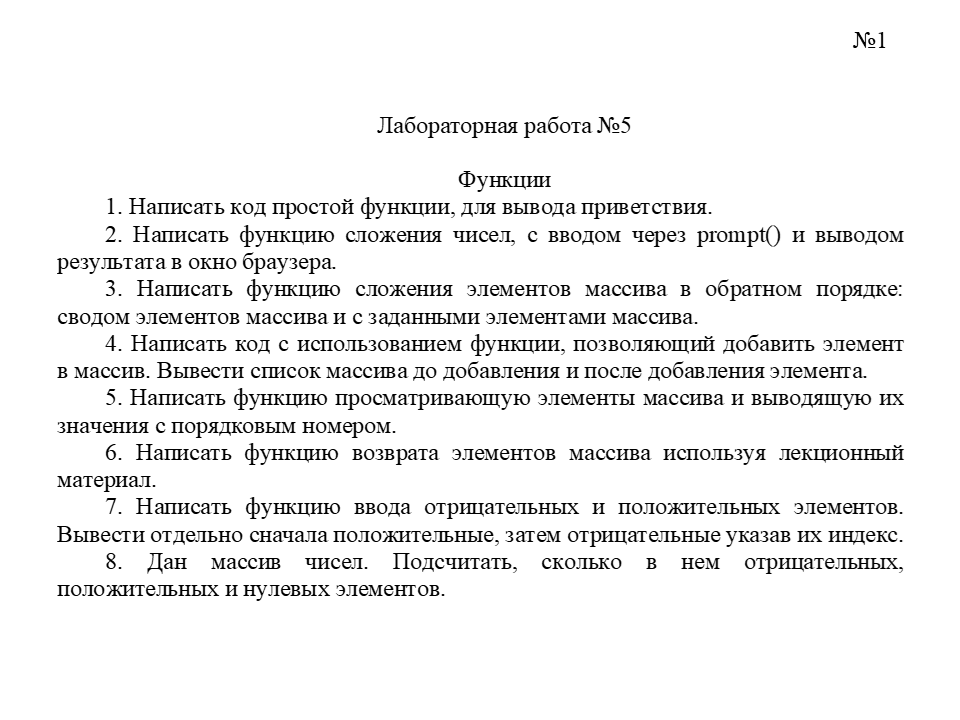 №1
Лабораторная работа №5
Функции
1. Написать код простой функции, для вывода приветствия.
2. Написать функцию сложения чисел, с вводом через prompt() и выводом
результата в окно браузера.
3. Написать функцию сложения элементов массива в обратном порядке:
сводом элементов массива и с заданными элементами массива.
4. Написать код с использованием функции, позволяющий добавить элемент
в массив. Вывести список массива до добавления и после добавления элемента.
5. Написать функцию просматривающую элементы массива и выводящую их
значения с порядковым номером.
6. Написать функцию возврата элементов массива используя лекционный
материал.
7. Написать функцию ввода отрицательных и положительных элементов.
Вывести отдельно сначала положительные, затем отрицательные указав их индекс.
8. Дан массив чисел. Подсчитать, сколько в нем отрицательных,
положительных и нулевых элементов.